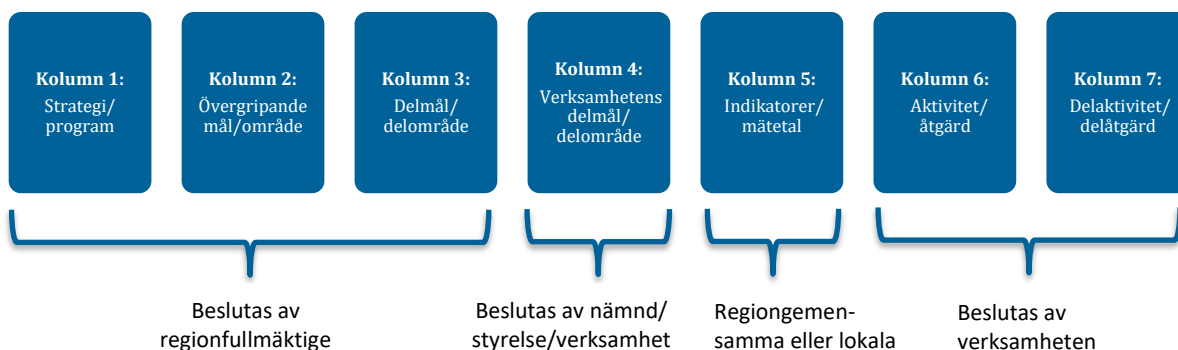 Kolumn 1:
Strategi/
program
Kolumn 2:
Övergripande
mål/område
Kolumn 3:
Delmål/
delområde
Kolumn 4:
Verksamhetens
delmål/
delområde
Kolumn 5:
Indikatorer/
mätetal
Kolumn 6:
Aktivitet/
åtgärd
Kolumn 7:
Delaktivitet/
delåtgärd
Beslutas av
regionfullmäktige
Beslutas av nämnd/
styrelse/verksamhet
Regiongemen-
samma eller lokala
Beslutas av
verksamheten